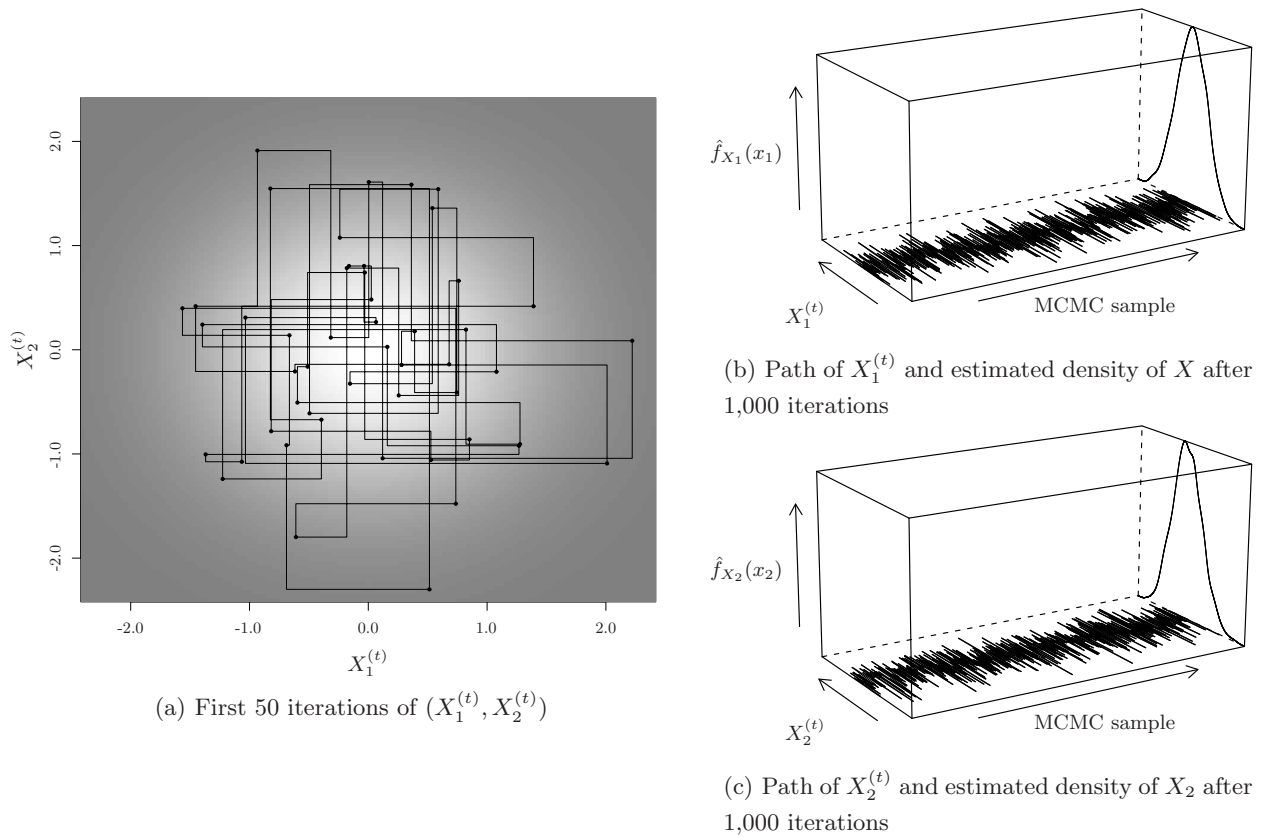 2.0
1.0
0.0
-1.0
-2.0
X_2^{(t)}
-2.0 -1.0 0.0 1.0 2.0
X_1^{(t)}
(a) First 50 iterations of (X_1^{(t)}, X_2^{(t)})
\hat{f}_{X_1}(x_1)
X_1^{(t)}
MCMC sample
(b) Path of X_1^{(t)} and estimated density of X after
1,000 iterations
\hat{f}_{X_2}(x_2)
X_2^{(t)}
MCMC sample
(c) Path of X_2^{(t)} and estimated density of X_2 after
1,000 iterations